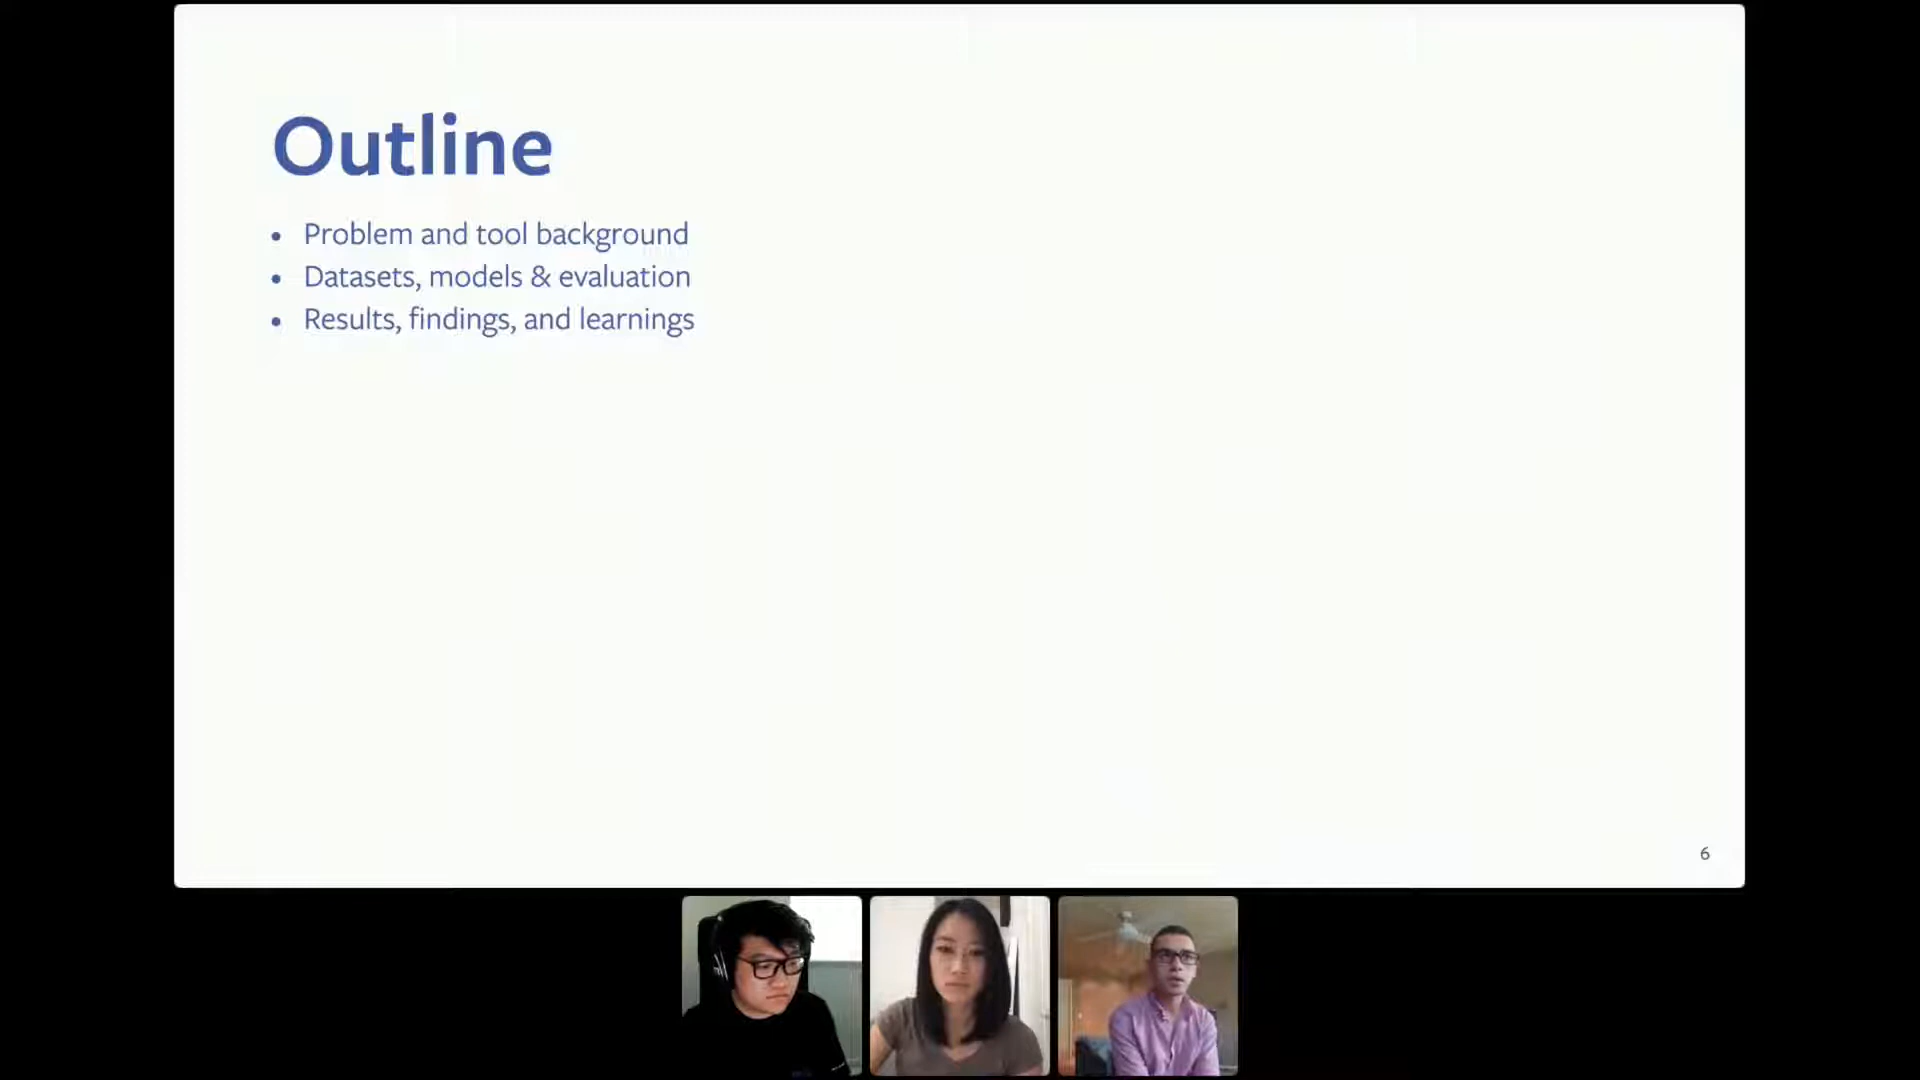 Outline
• Problem and tool background
• Datasets, models & evaluation
• Results, findings, and learnings
6